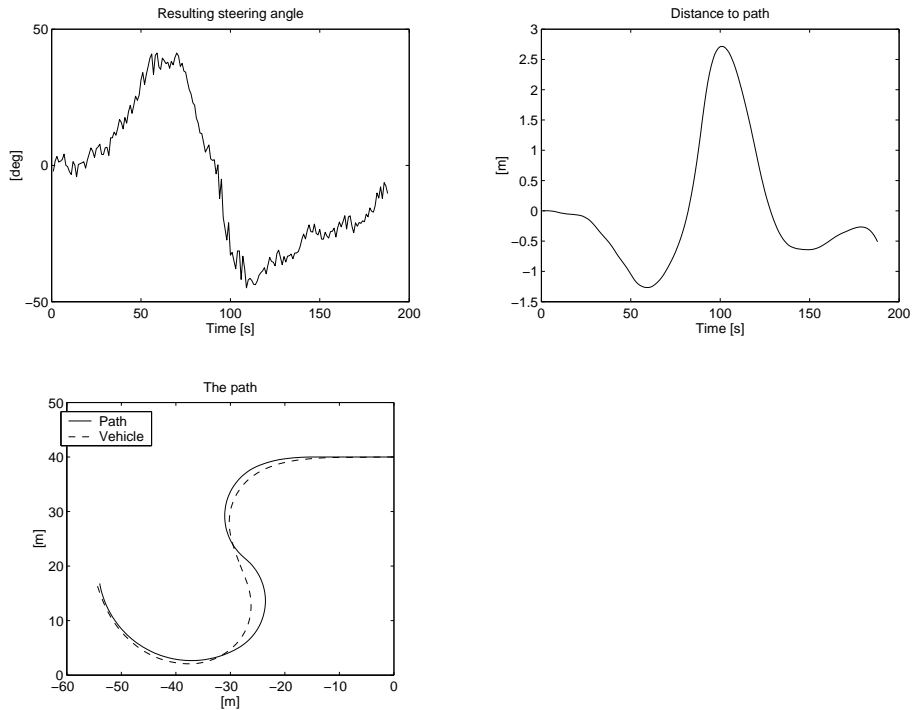 Resulting steering angle
50
0
−50
[deg]
0 50 100 150 200
Time [s]
Distance to path
3
2.5
2
1.5
1
0.5
0
−0.5
−1
−1.5
[m]
0 50 100 150 200
Time [s]
The path
50
40
30
20
10
0
[m]
Path
Vehicle
−60 −50 −40 −30 −20 −10 0
[m]